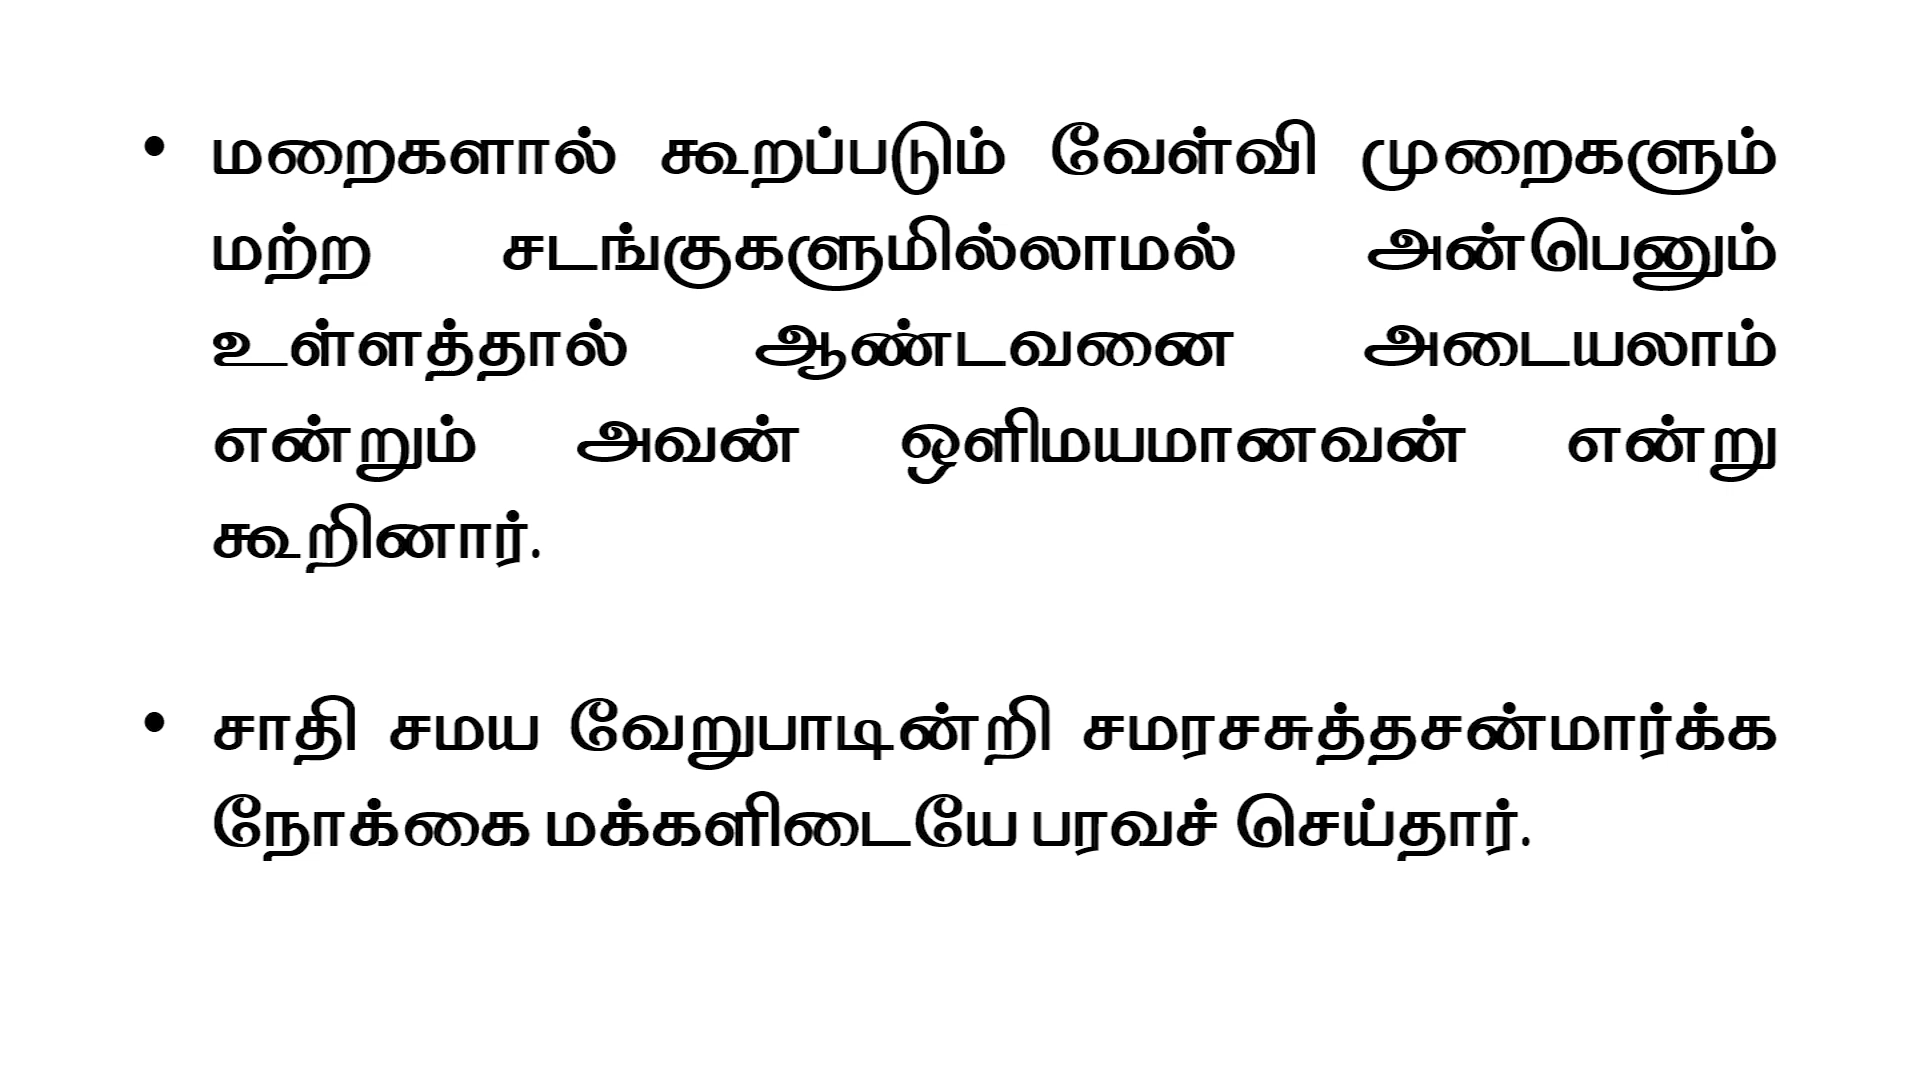 • மறைகளால் கூறப்படும் வேள்வி முறைகளும்
மற்ற சடங்குகளுமில்லாமல் அன்பெனும்
உள்ளத்தால் ஆண்டவனை அடையலாம்
என்றும் அவன் ஒளிமயமானவன் என்று
கூறினார்.
• சாதி சமய வேறுபாடின்றி சமரசசுத்தசன்மார்க்க
நோக்கை மக்களிடையே பரவச் செய்தார்.